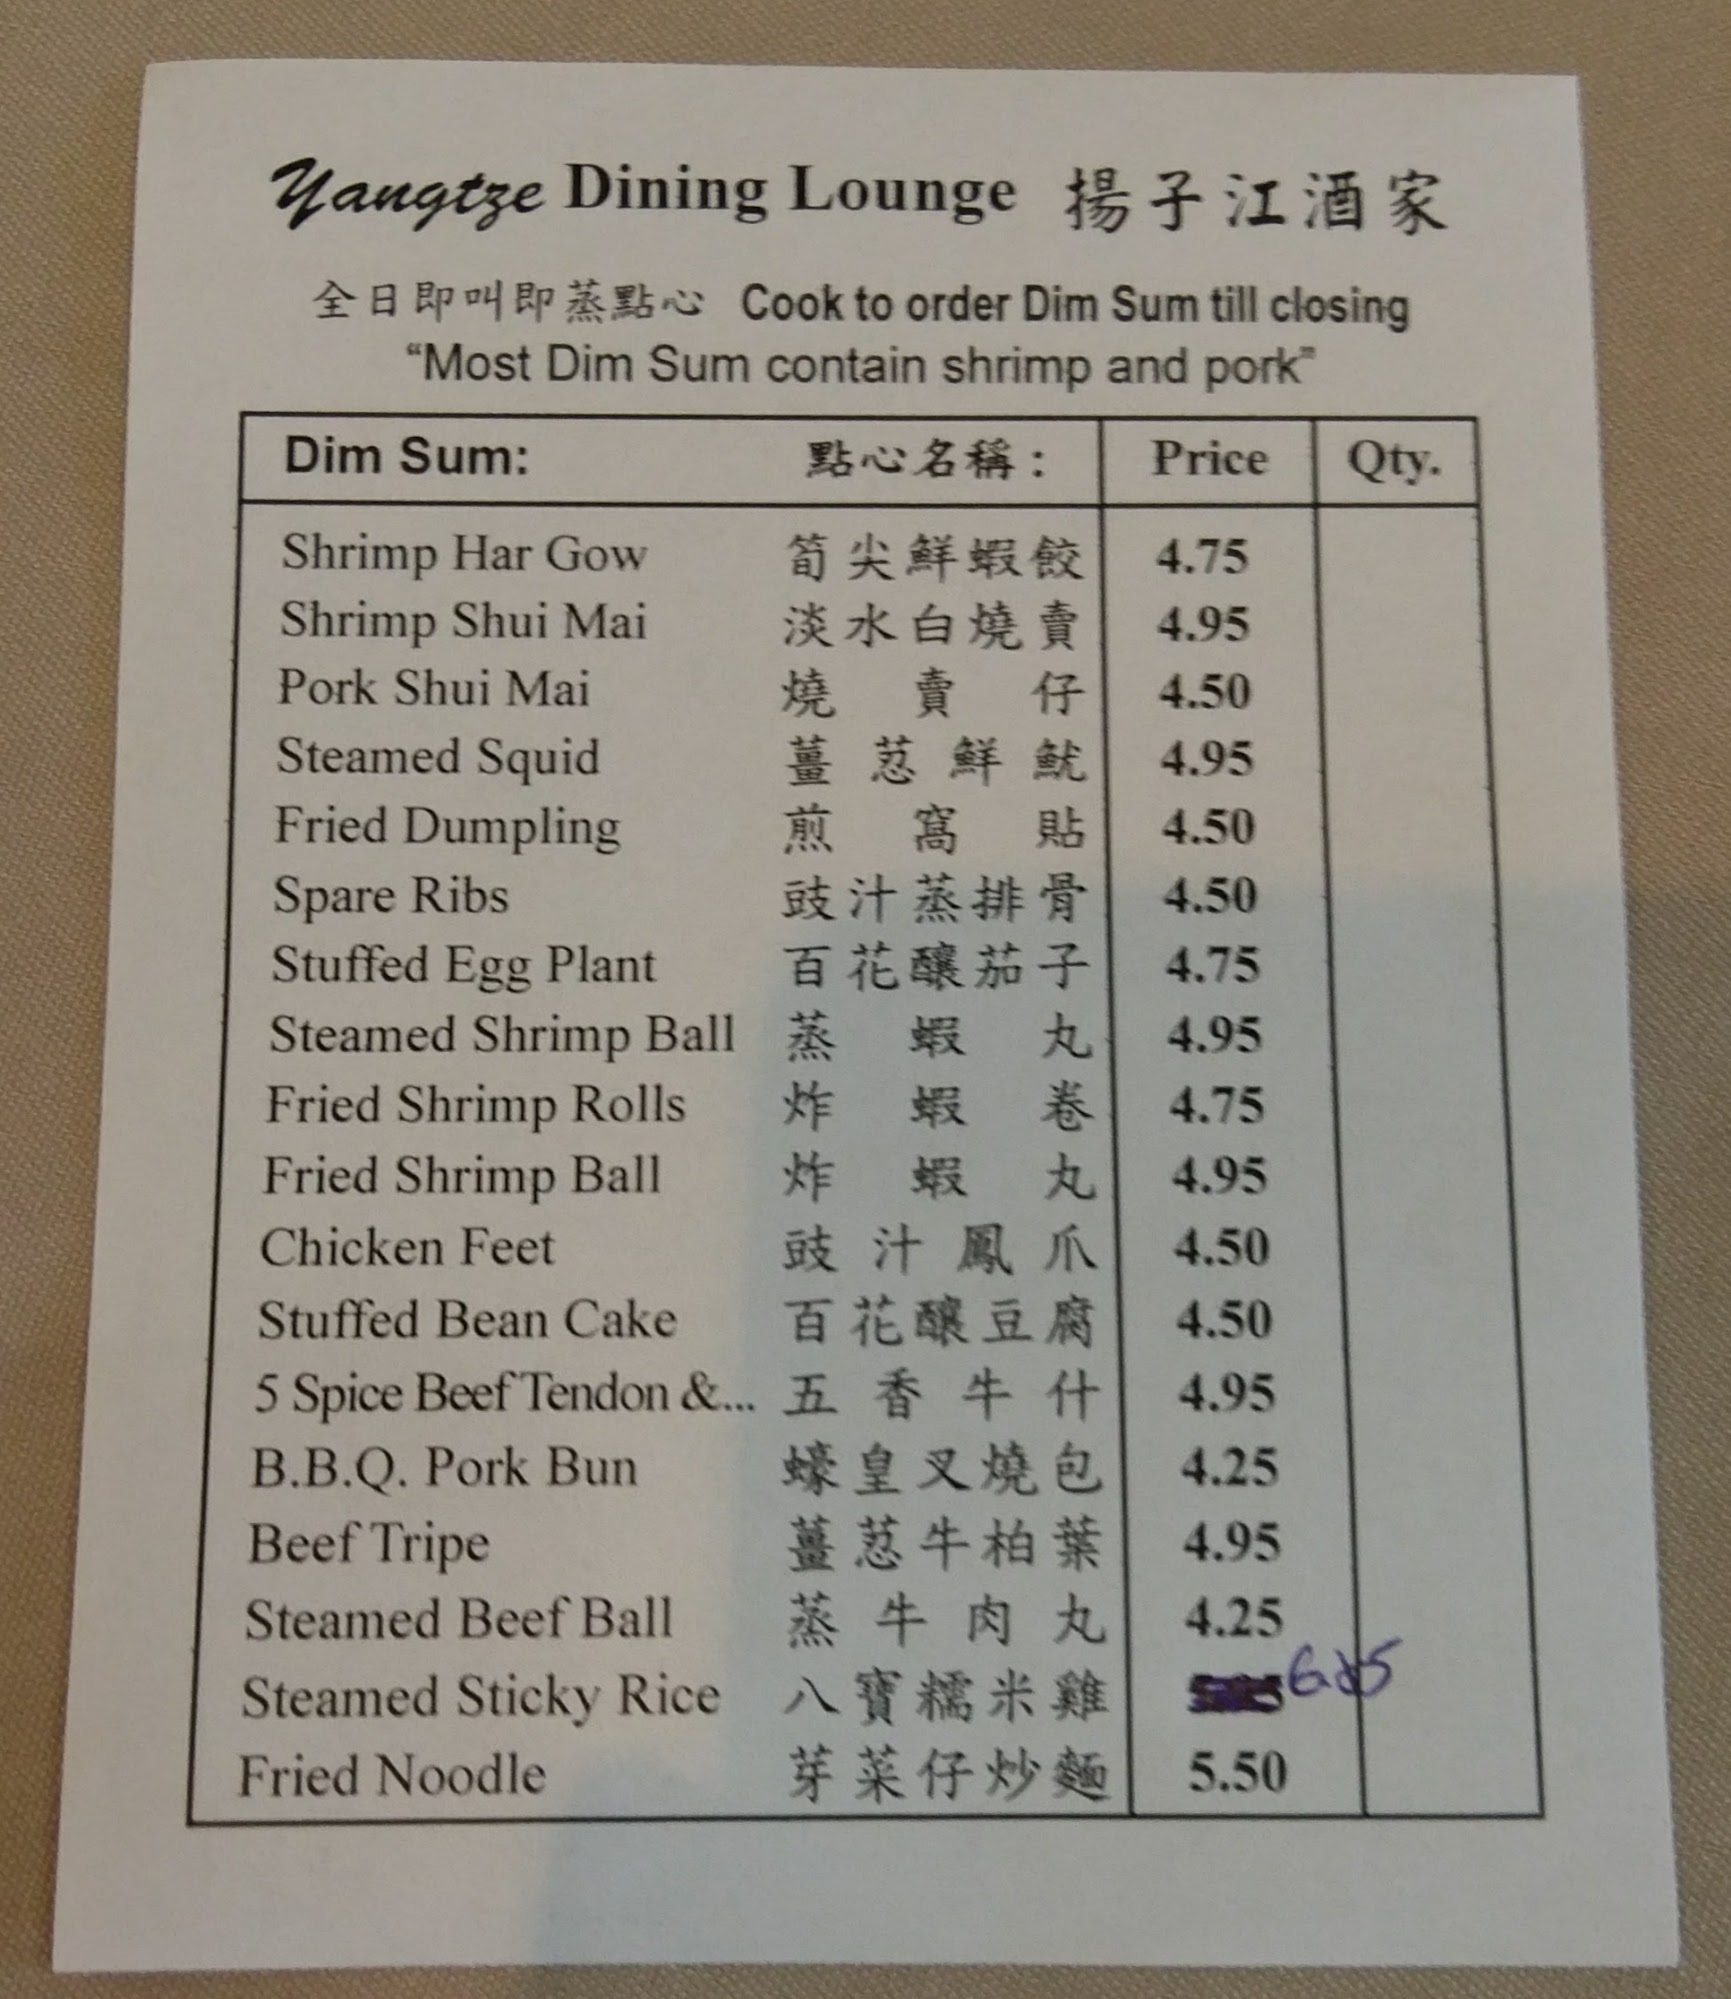 Yangtze Dining Lounge 揚子江酒家
全日即叫即蒸點心 Cook to order Dim Sum till closing
“Most Dim Sum contain shrimp and pork”
Dim Sum: 點心名稱: Price Qty.
Shrimp Har Gow 筍尖鮮蝦餃 4.75
Shrimp Shui Mai 淡水白燒賣 4.95
Pork Shui Mai 燒賣仔 4.50
Steamed Squid 薑葱鮮魷 4.95
Fried Dumpling 煎窩貼 4.50
Spare Ribs 豉汁蒸排骨 4.50
Stuffed Egg Plant 百花釀茄子 4.75
Steamed Shrimp Ball 蒸蝦丸 4.95
Fried Shrimp Rolls 炸蝦卷 4.75
Fried Shrimp Ball 炸蝦丸 4.95
Chicken Feet 豉汁鳳爪 4.50
Stuffed Bean Cake 百花釀豆腐 4.50
5 Spice Beef Tendon &... 五香牛什 4.95
B.B.Q. Pork Bun 蠔皇叉燒包 4.25
Beef Tripe 薑葱牛柏葉 4.95
Steamed Beef Ball 蒸牛肉丸 4.25
Steamed Sticky Rice 八寶糯米雞
Fried Noodle 芽菜仔炒麵 5.50